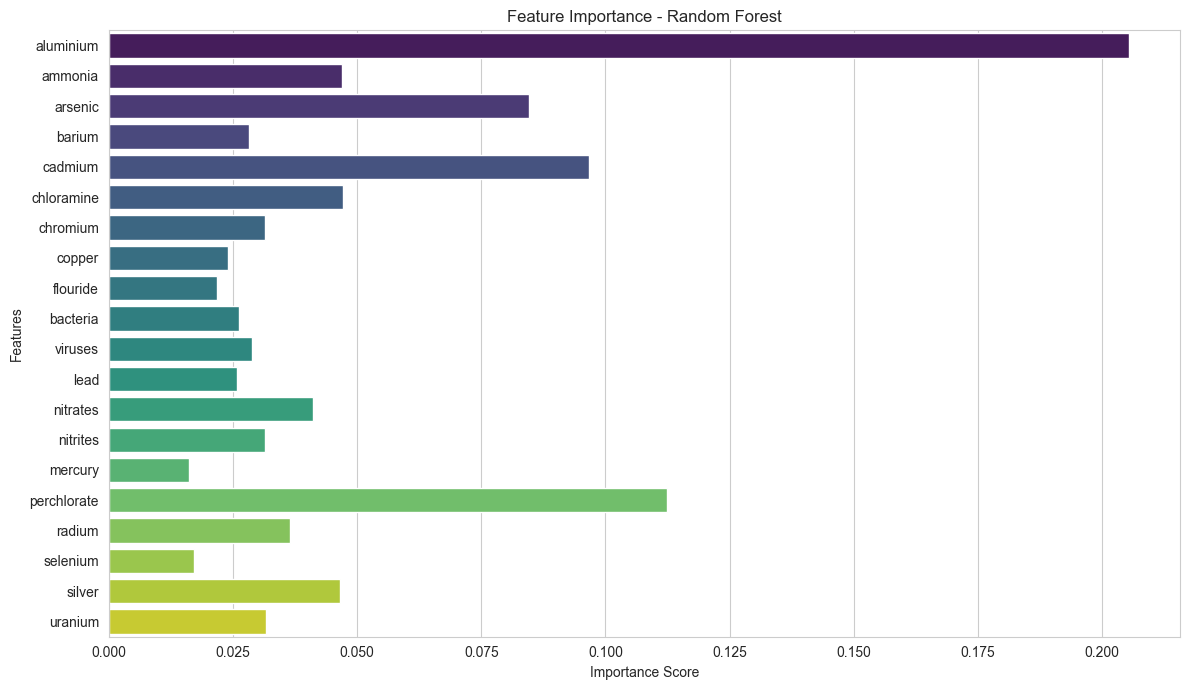 Feature Importance - Random Forest
Features
aluminium
ammonia
arsenic
barium
cadmium
chloramine
chromium
copper
flouride
bacteria
viruses
lead
nitrates
nitrites
mercury
perchlorate
radium
selenium
silver
uranium
0.000 0.025 0.050 0.075 0.100 0.125 0.150 0.175 0.200
Importance Score